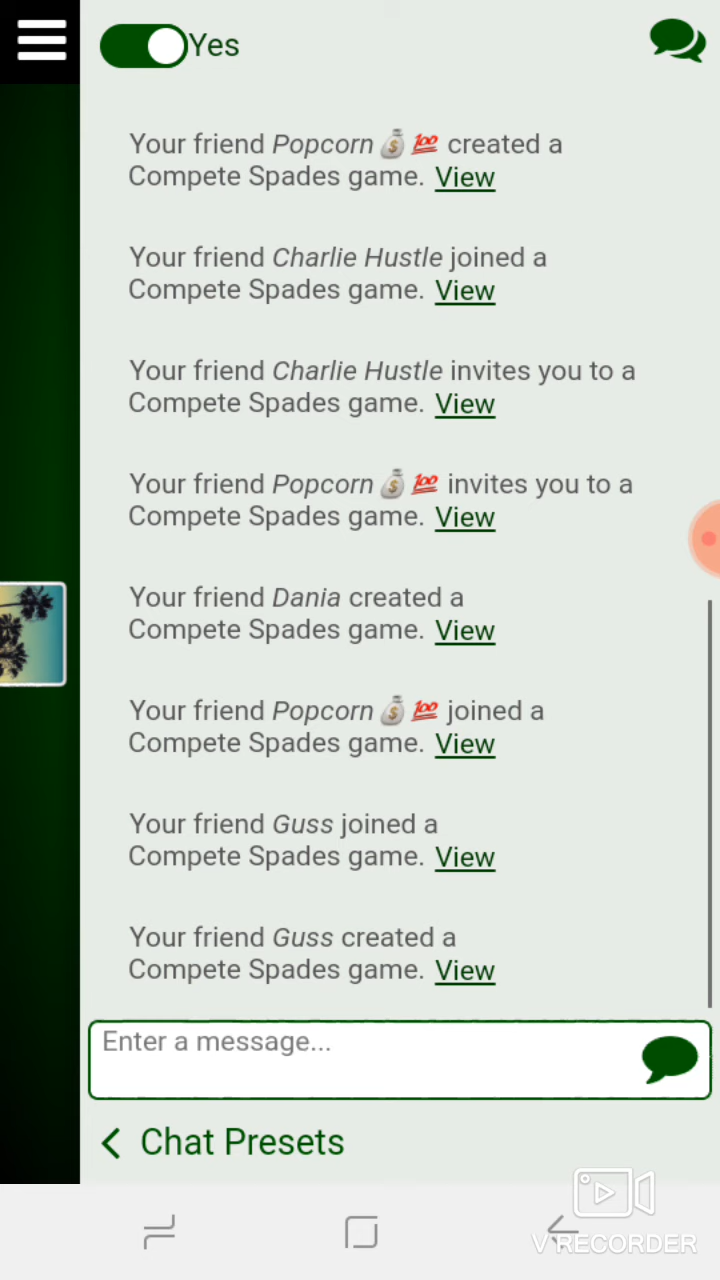 Yes
Your friend Popcorn💰💯 created a
Compete Spades game. View
Your friend Charlie Hustle joined a
Compete Spades game. View
Your friend Charlie Hustle invites you to a
Compete Spades game. View
Your friend Popcorn💰💯 invites you to a
Compete Spades game. View
Your friend Dania created a
Compete Spades game. View
Your friend Popcorn💰💯 joined a
Compete Spades game. View
Your friend Guss joined a
Compete Spades game. View
Your friend Guss created a
Compete Spades game. View
Enter a message...
Chat Presets
V RECORDER